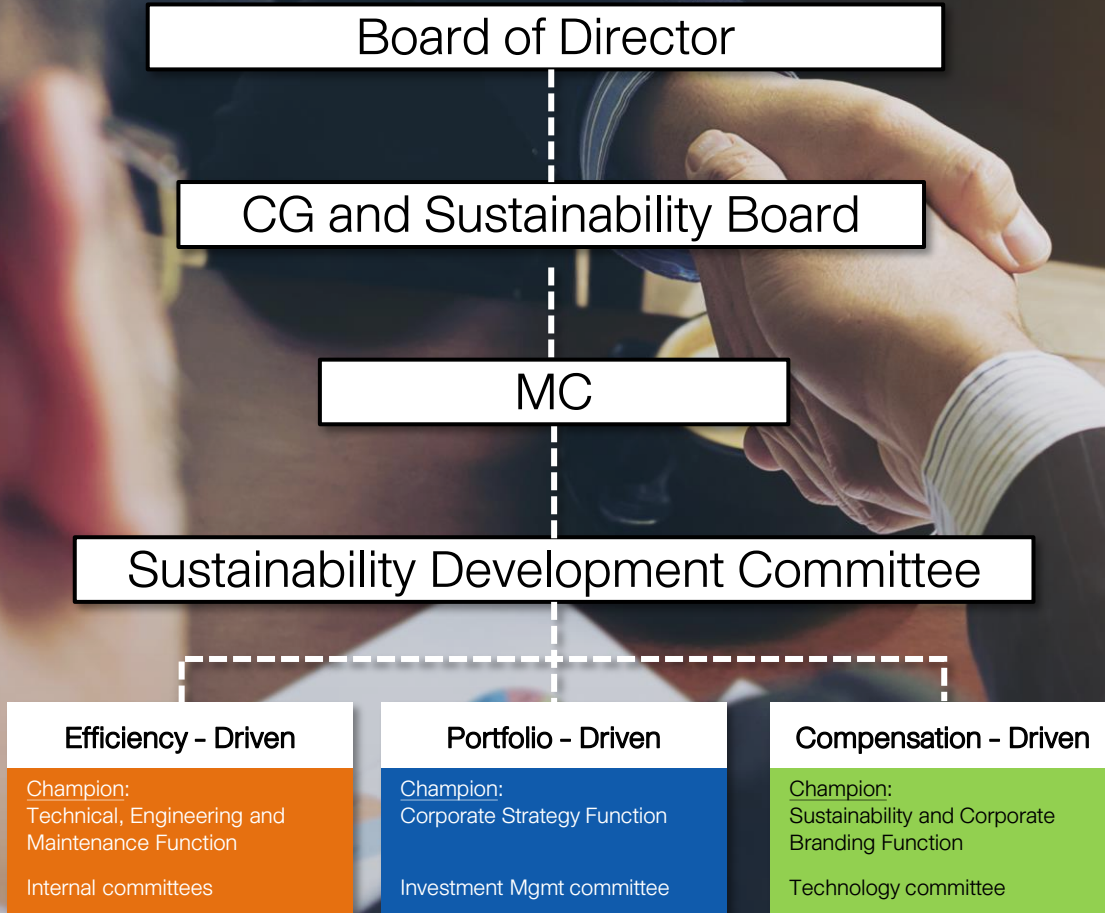 Board of Director
CG and Sustainability Board
MC
Sustainability Development Committee
Efficiency - Driven
Champion:
Technical, Engineering and
Maintenance Function
Internal committees
Portfolio - Driven
Champion:
Corporate Strategy Function
Investment Mgmt committee
Compensation - Driven
Champion:
Sustainability and Corporate
Branding Function
Technology committee